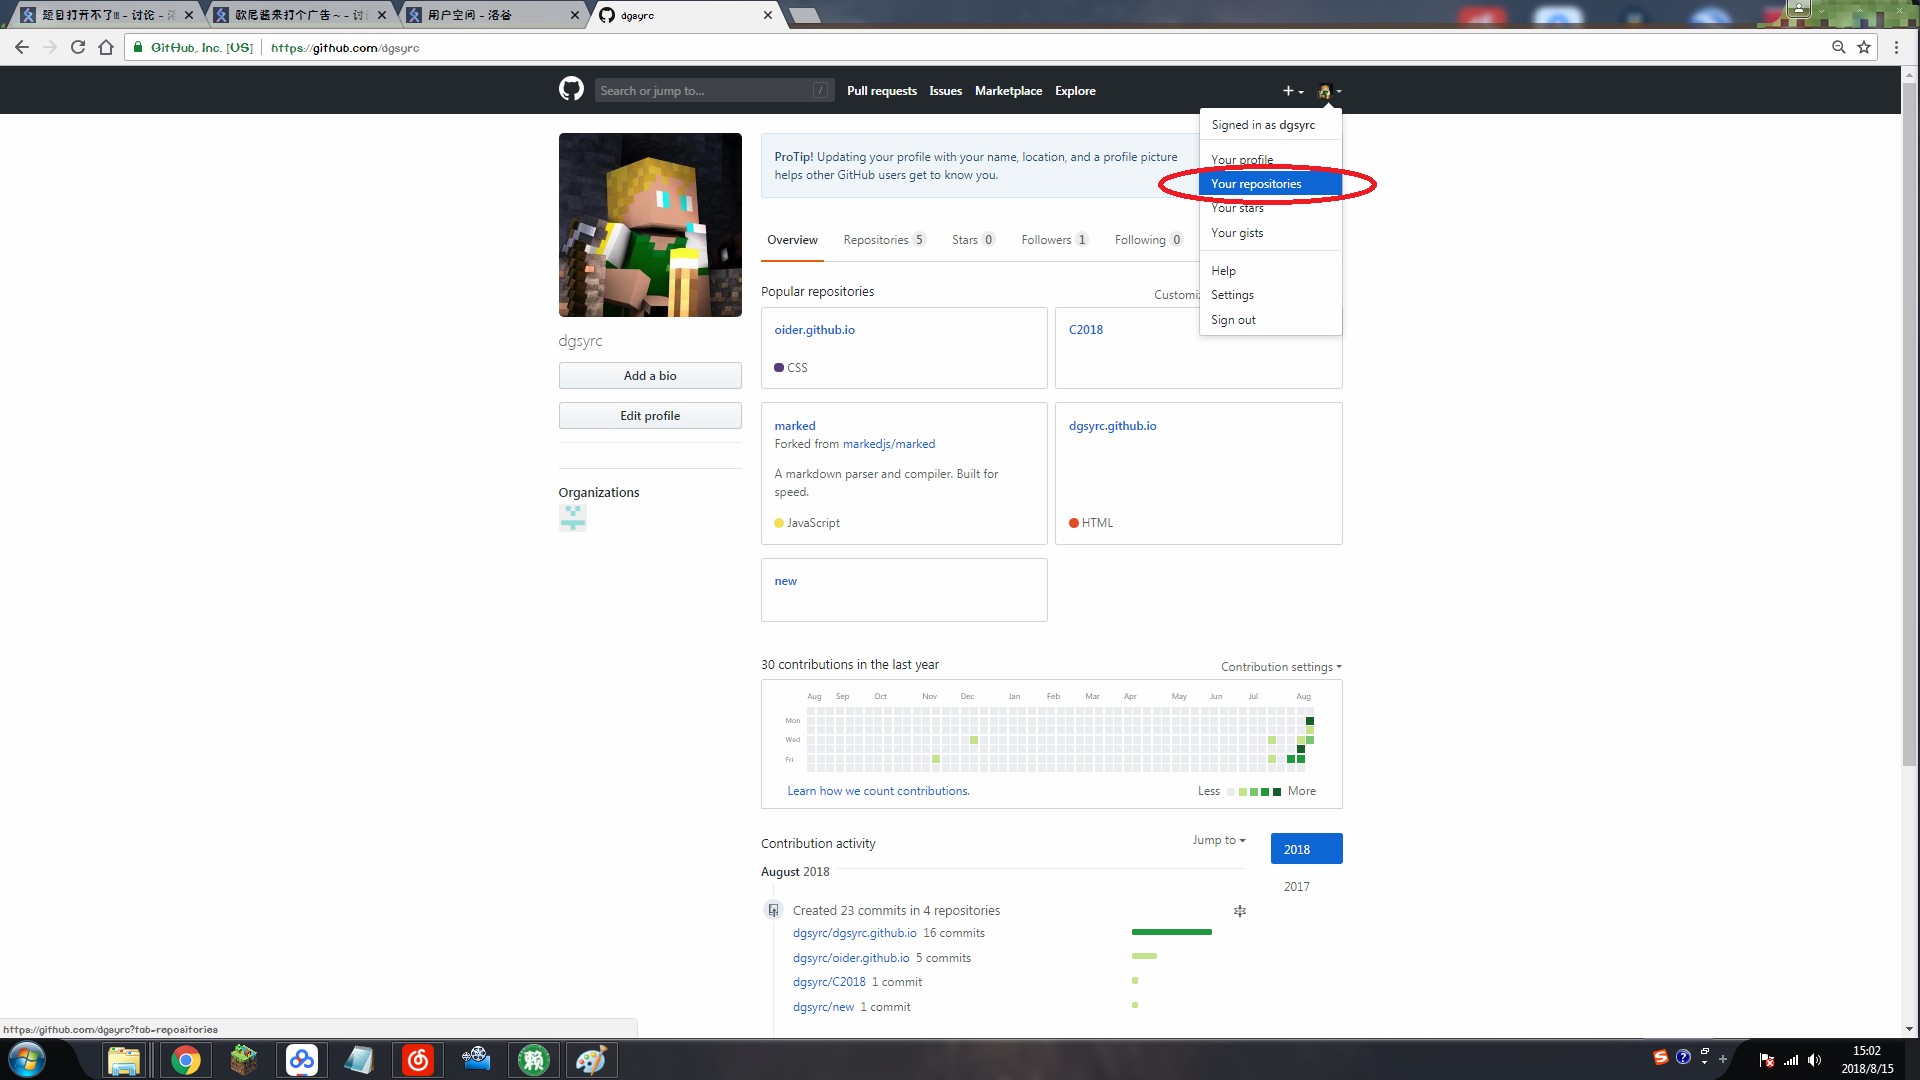 题目打开不了!!! - 讨论 - 洛
欧尼酱来打个广告~ - 讨
用户空间 - 洛谷
dgsyrc
GitHub, Inc. [US]
https://github.com/dgsyrc
Search or jump to...
/
Pull requests
Issues
Marketplace
Explore
Signed in as dgsyrc
Your profile
Your repositories
Your stars
Your gists
Help
Settings
Sign out
ProTip! Updating your profile with your name, location, and a profile picture
helps other GitHub users get to know you.
Overview
Repositories 5
Stars 0
Followers 1
Following 0
dgsyrc
Add a bio
Edit profile
Organizations
Popular repositories
Customiz
oider.github.io
CSS
C2018
marked
Forked from markedjs/marked
A markdown parser and compiler. Built for
speed.
JavaScript
dgsyrc.github.io
HTML
new
30 contributions in the last year
Contribution settings
Aug Sep Oct Nov Dec Jan Feb Mar Apr May Jun Jul Aug
Mon
Wed
Fri
Learn how we count contributions.
Less
More
Contribution activity
Jump to
2018
2017
August 2018
Created 23 commits in 4 repositories
dgsyrc/dgsyrc.github.io 16 commits
dgsyrc/oider.github.io 5 commits
dgsyrc/C2018 1 commit
dgsyrc/new 1 commit
https://github.com/dgsyrc?tab=repositories
赖
15:02
2018/8/15